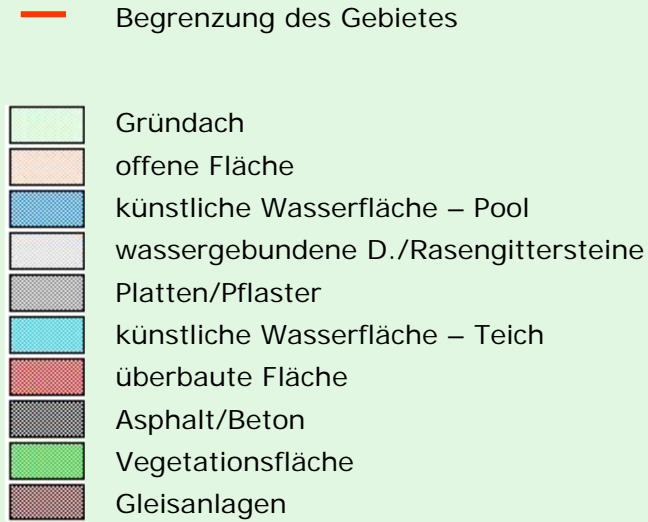 Begrenzung des Gebietes
Gründach
offene Fläche
künstliche Wasserfläche – Pool
wassergebundene D./Rasengittersteine
Platten/Pflaster
künstliche Wasserfläche – Teich
überbaute Fläche
Asphalt/Beton
Vegetationsfläche
Gleisanlagen